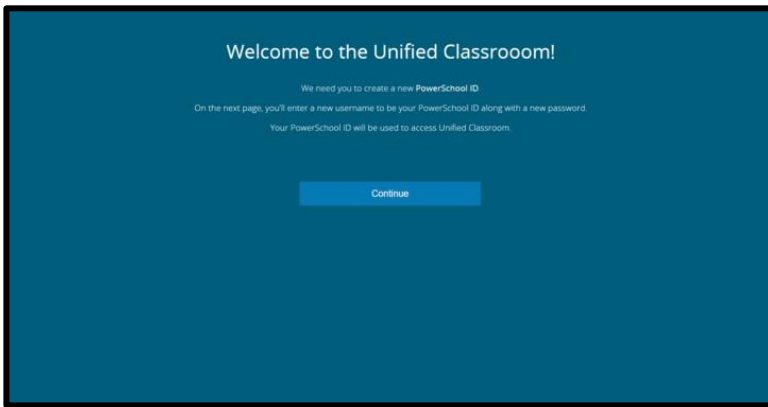 Welcome to the Unified Classrooom!
We need you to create a new PowerSchool ID.
On the next page, you'll enter a new username to be your PowerSchool ID along with a new password.
Your PowerSchool ID will be used to access Unified Classroom.
Continue